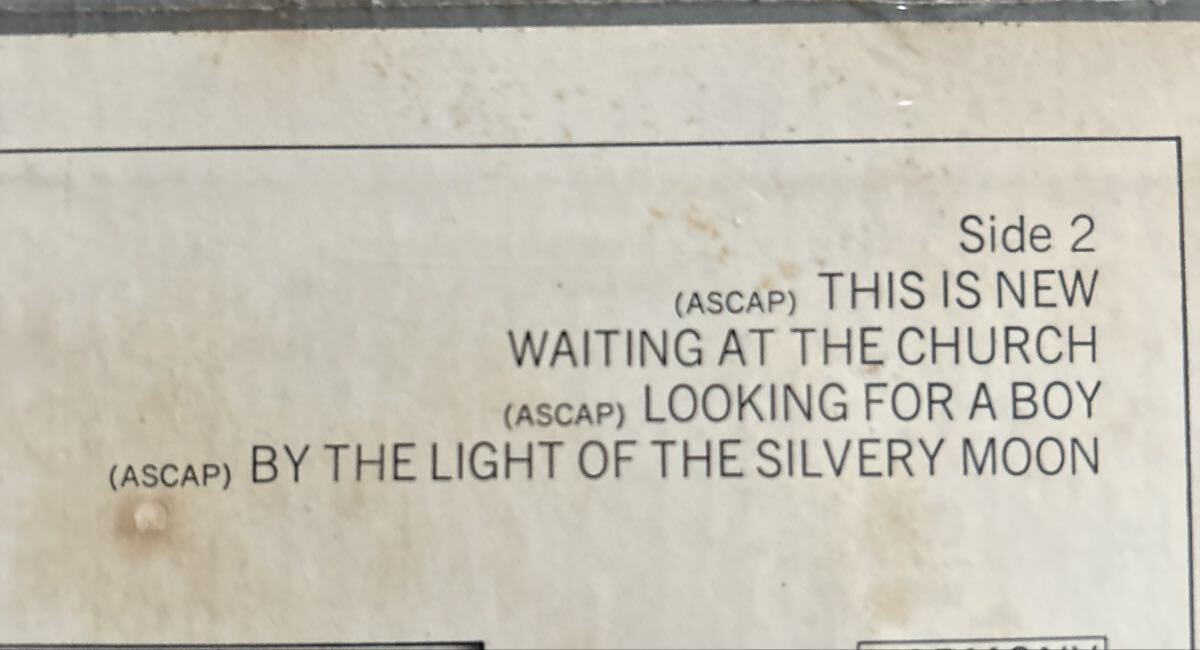 Side 2
(ASCAP) THIS IS NEW
WAITING AT THE CHURCH
(ASCAP) LOOKING FOR A BOY
(ASCAP) BY THE LIGHT OF THE SILVERY MOON